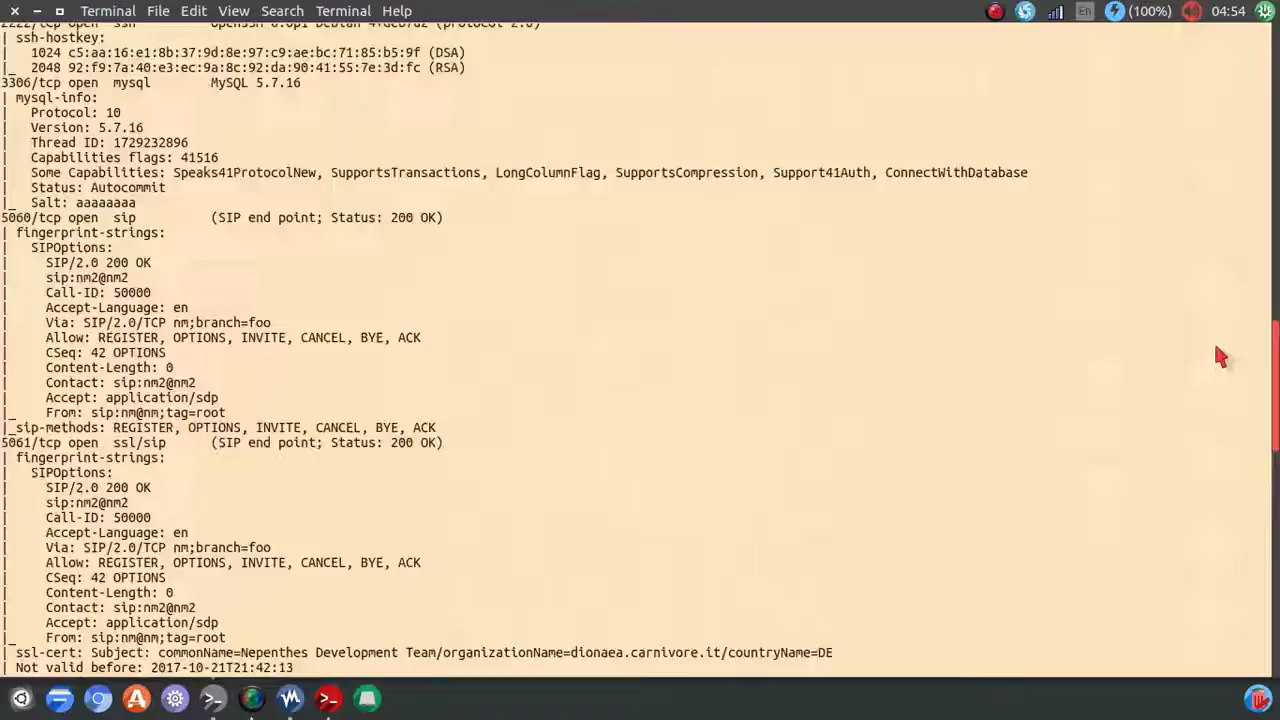 Terminal File Edit View Search Terminal Help En (100%) 04:54
2222/tcp open ssh (protocol 2.0)
| ssh-hostkey:
| 1024 c5:aa:16:e1:8b:37:9d:8e:97:c9:ae:bc:71:85:b5:9f (DSA)
|_ 2048 92:f9:7a:40:e3:ec:9a:8c:92:da:90:41:55:7e:3d:fc (RSA)
3306/tcp open mysql MySQL 5.7.16
| mysql-info:
| Protocol: 10
| Version: 5.7.16
| Thread ID: 1729232896
| Capabilities flags: 41516
| Some Capabilities: Speaks41ProtocolNew, SupportsTransactions, LongColumnFlag, SupportsCompression, Support41Auth, ConnectWithDatabase
| Status: Autocommit
|_ Salt: aaaaaaaa
5060/tcp open sip (SIP end point; Status: 200 OK)
| fingerprint-strings:
| SIPOptions:
| SIP/2.0 200 OK
| sip:nm2@nm2
| Call-ID: 50000
| Accept-Language: en
| Via: SIP/2.0/TCP nm;branch=foo
| Allow: REGISTER, OPTIONS, INVITE, CANCEL, BYE, ACK
| CSeq: 42 OPTIONS
| Content-Length: 0
| Contact: sip:nm2@nm2
| Accept: application/sdp
|_ From: sip:nm@nm;tag=root
|_sip-methods: REGISTER, OPTIONS, INVITE, CANCEL, BYE, ACK
5061/tcp open ssl/sip (SIP end point; Status: 200 OK)
| fingerprint-strings:
| SIPOptions:
| SIP/2.0 200 OK
| sip:nm2@nm2
| Call-ID: 50000
| Accept-Language: en
| Via: SIP/2.0/TCP nm;branch=foo
| Allow: REGISTER, OPTIONS, INVITE, CANCEL, BYE, ACK
| CSeq: 42 OPTIONS
| Content-Length: 0
| Contact: sip:nm2@nm2
| Accept: application/sdp
|_ From: sip:nm@nm;tag=root
| ssl-cert: Subject: commonName=Nepenthes Development Team/organizationName=dionaea.carnivore.it/countryName=DE
| Not valid before: 2017-10-21T21:42:13